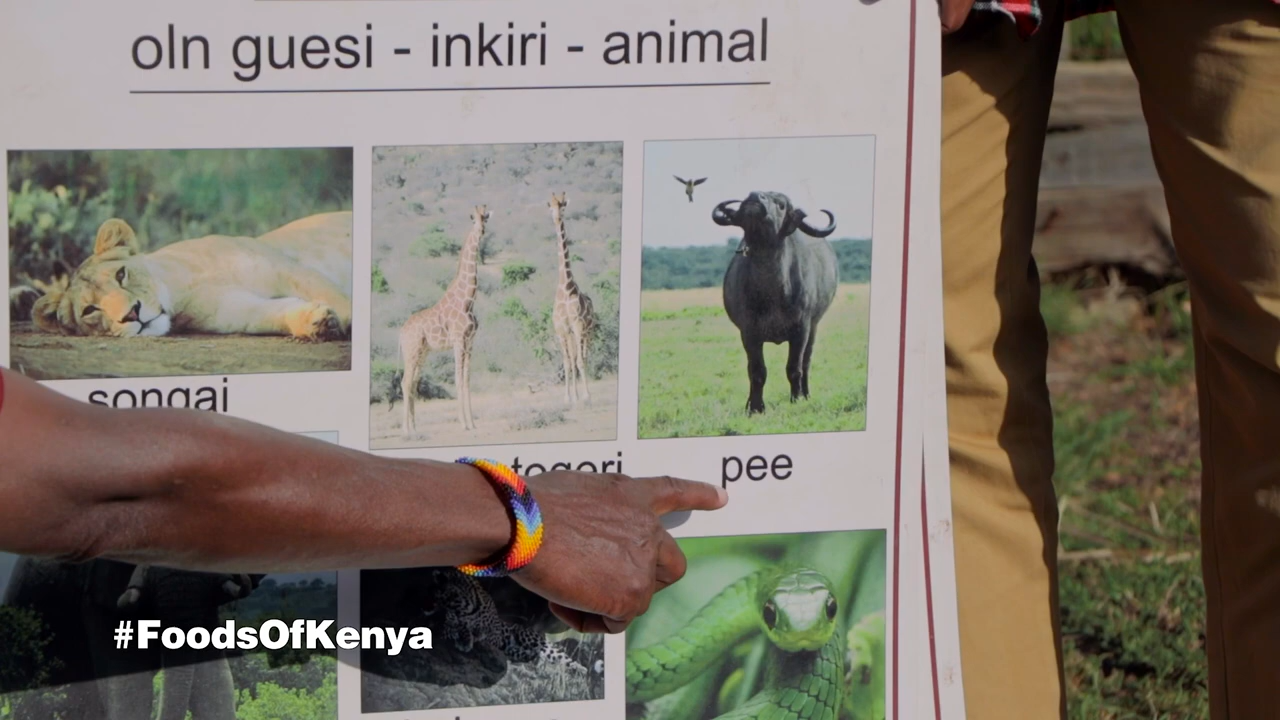 oln guesi - inkiri - animal
songai
pee
#FoodsOfKenya